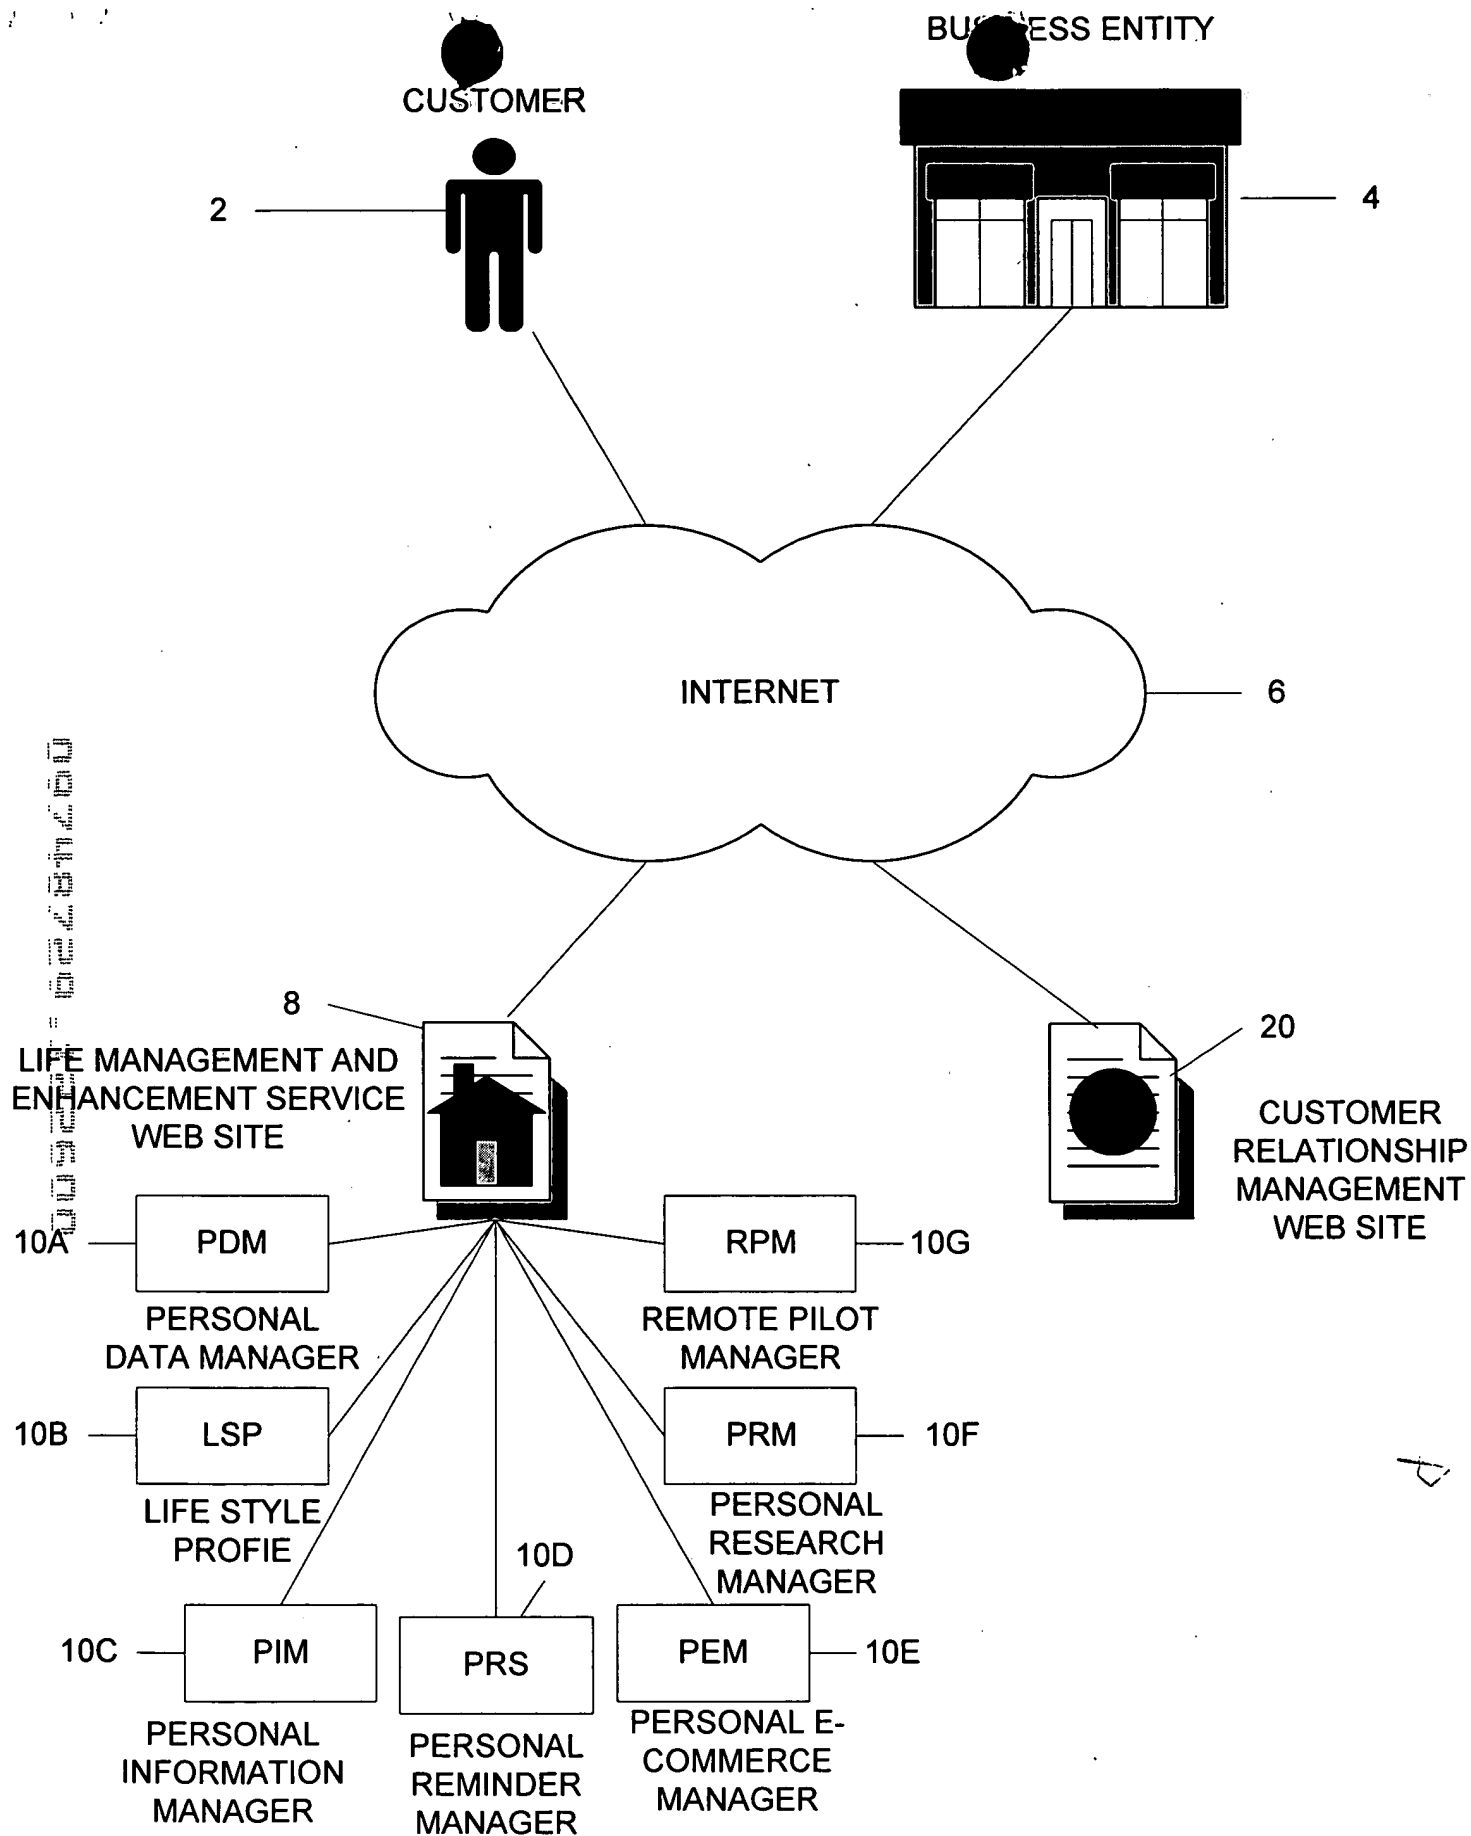 CUSTOMER
BUSINESS ENTITY
2
4
INTERNET
6
8
LIFE MANAGEMENT AND
ENHANCEMENT SERVICE
WEB SITE
20
CUSTOMER
RELATIONSHIP
MANAGEMENT
WEB SITE
10A
PDM
PERSONAL
DATA MANAGER
RPM
10G
REMOTE PILOT
MANAGER
10B
LSP
LIFE STYLE
PROFIE
PRM
10F
PERSONAL
RESEARCH
MANAGER
10C
PIM
PERSONAL
INFORMATION
MANAGER
10D
PRS
PERSONAL
REMINDER
MANAGER
PEM
10E
PERSONAL E-
COMMERCE
MANAGER